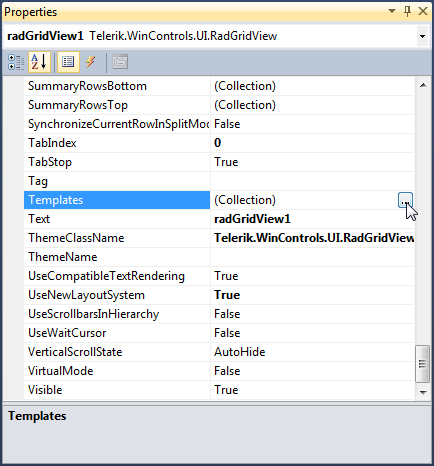 Properties
radGridView1 Telerik.WinControls.UI.RadGridView
SummaryRowsBottom (Collection)
SummaryRowsTop (Collection)
SynchronizeCurrentRowInSplitMo False
TabIndex 0
TabStop True
Tag
Templates (Collection) ...
Text radGridView1
ThemeClassName Telerik.WinControls.UI.RadGridView
ThemeName
UseCompatibleTextRendering True
UseNewLayoutSystem True
UseScrollbarsInHierarchy False
UseWaitCursor False
VerticalScrollState AutoHide
VirtualMode False
Visible True
Templates